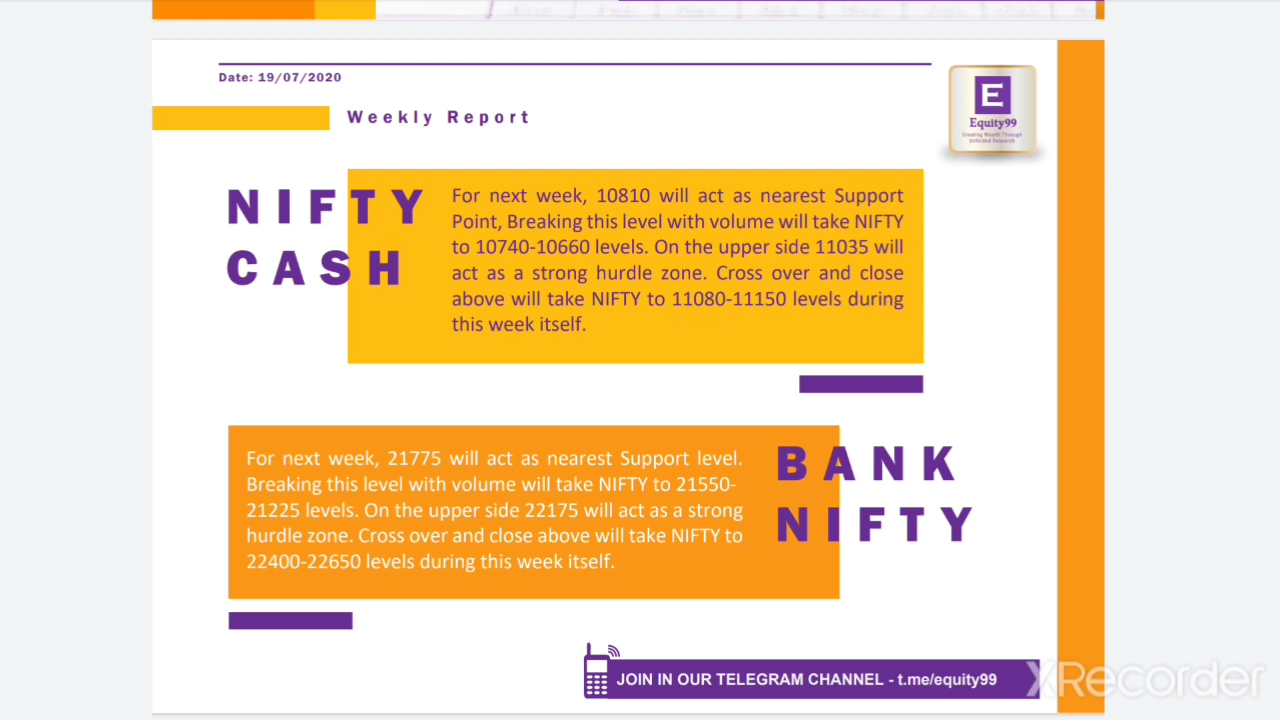 Date: 19/07/2020
Weekly Report
E
Equity99
Creating Wealth Through
Unfolded Research
NIFTY
CASH
For next week, 10810 will act as nearest Support
Point, Breaking this level with volume will take NIFTY
to 10740-10660 levels. On the upper side 11035 will
act as a strong hurdle zone. Cross over and close
above will take NIFTY to 11080-11150 levels during
this week itself.
For next week, 21775 will act as nearest Support level.
Breaking this level with volume will take NIFTY to 21550-
21225 levels. On the upper side 22175 will act as a strong
hurdle zone. Cross over and close above will take NIFTY to
22400-22650 levels during this week itself.
BANK
NIFTY
JOIN IN OUR TELEGRAM CHANNEL - t.me/equity99
XRecorder